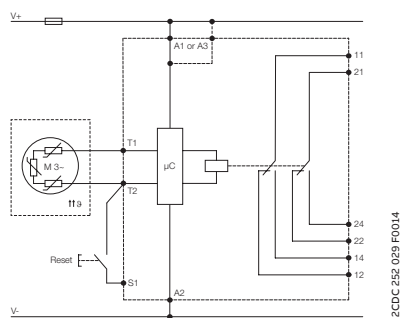 V+
A1 or A3
11
21
T1
M 3~
µC
T2
24
22
14
12
Reset
S1
A2
V-
2CDC 252 029 F0014